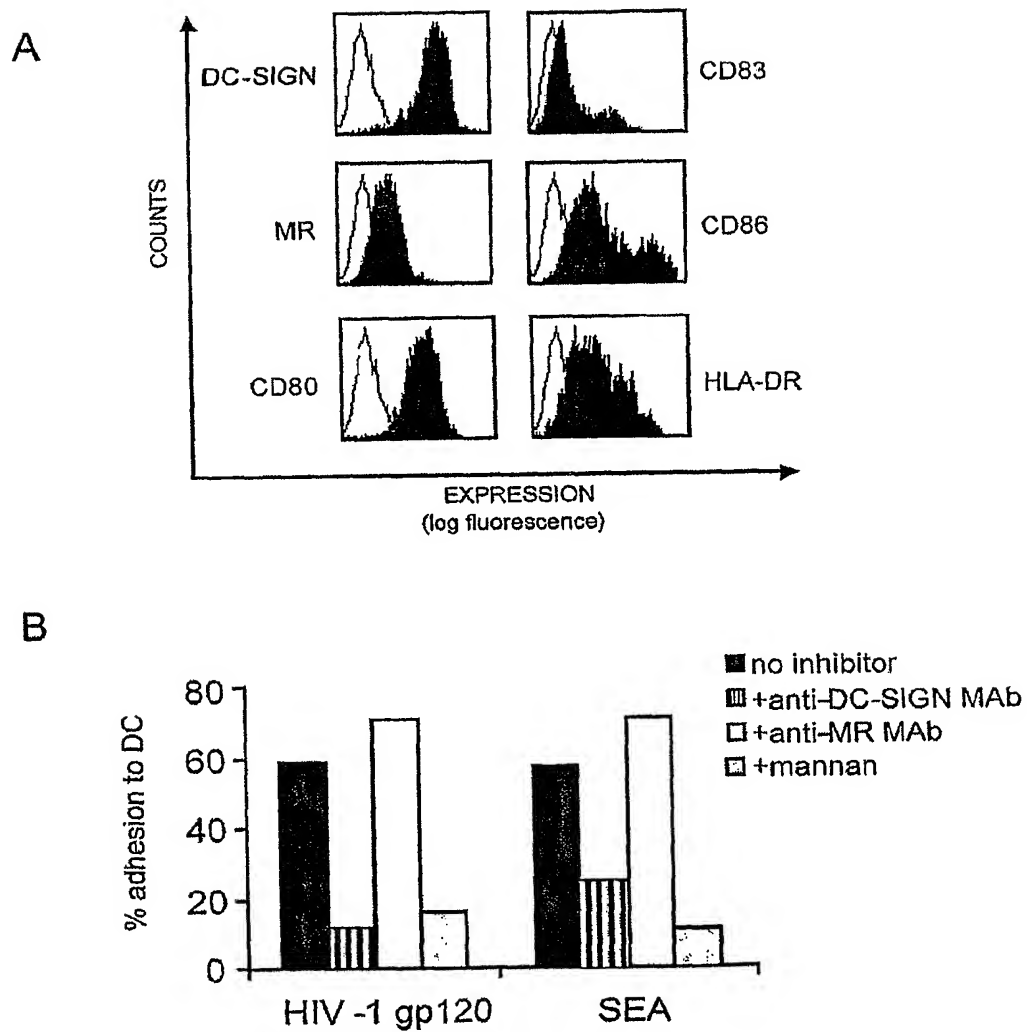 A
DC-SIGN
CD83
MR
CD86
CD80
HLA-DR
COUNTS
EXPRESSION
(log fluorescence)
B
no inhibitor
+anti-DC-SIGN MAb
+anti-MR MAb
+mannan
% adhesion to DC
80
60
40
20
0
HIV -1 gp120
SEA